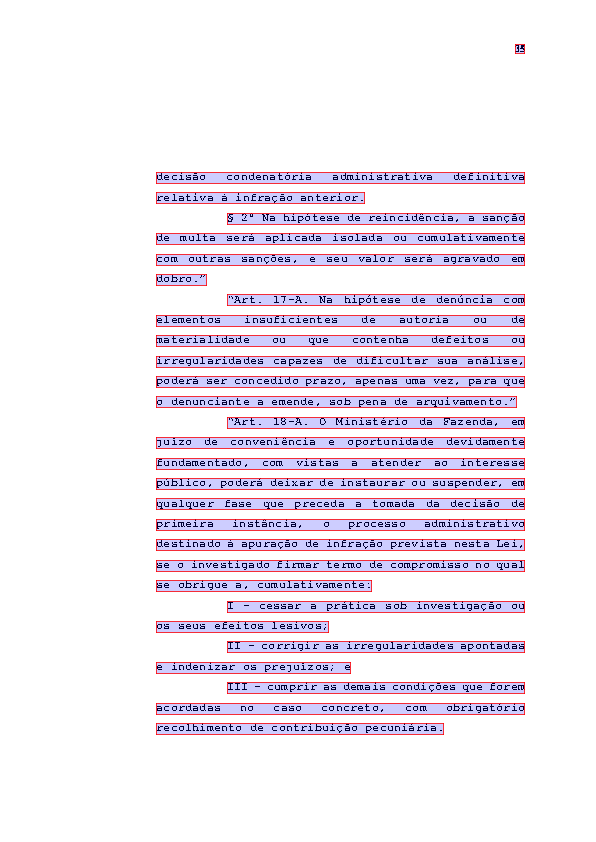 35
decisão condenatória administrativa definitiva
relativa à infração anterior.
§ 2º Na hipótese de reincidência, a sanção
de multa será aplicada isolada ou cumulativamente
com outras sanções, e seu valor será agravado em
dobro.”
“Art. 17-A. Na hipótese de denúncia com
elementos insuficientes de autoria ou de
materialidade ou que contenha defeitos ou
irregularidades capazes de dificultar sua análise,
poderá ser concedido prazo, apenas uma vez, para que
o denunciante a emende, sob pena de arquivamento.”
“Art. 18-A. O Ministério da Fazenda, em
juízo de conveniência e oportunidade devidamente
fundamentado, com vistas a atender ao interesse
público, poderá deixar de instaurar ou suspender, em
qualquer fase que preceda a tomada da decisão de
primeira instância, o processo administrativo
destinado à apuração de infração prevista nesta Lei,
se o investigado firmar termo de compromisso no qual
se obrigue a, cumulativamente:
I - cessar a prática sob investigação ou
os seus efeitos lesivos;
II - corrigir as irregularidades apontadas
e indenizar os prejuízos; e
III - cumprir as demais condições que forem
acordadas no caso concreto, com obrigatório
recolhimento de contribuição pecuniária.